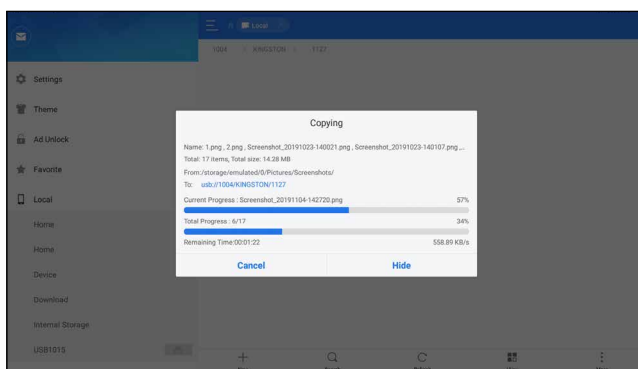 Local
1004 > KINGSTON > 1127
Settings
Theme
Ad Unlock
Favorite
Local
Home
Home
Device
Download
Internal Storage
USB1015
Copying
Name: 1.png , 2.png , Screenshot_20191023-140021.png , Screenshot_20191023-140107.png ,...
Total: 17 items, Total size: 14.28 MB
From:/storage/emulated/0/Pictures/Screenshots/
To: usb://1004/KINGSTON/1127
Current Progress : Screenshot_20191104-142720.png 57%
Total Progress : 6/17 34%
Remaining Time:00:01:22 558.89 KB/s
Cancel Hide